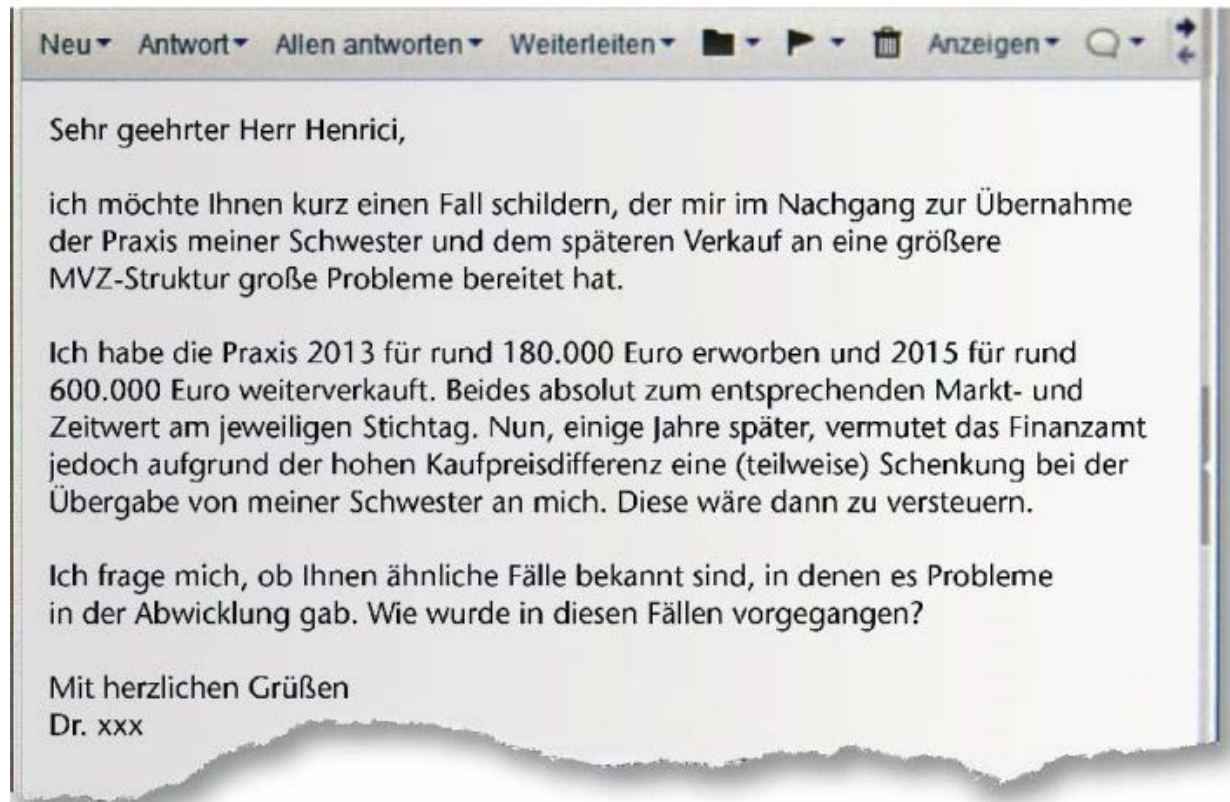 Neu Antwort Allen antworten Weiterleiten Anzeigen
Sehr geehrter Herr Henrici,
ich möchte Ihnen kurz einen Fall schildern, der mir im Nachgang zur Übernahme
der Praxis meiner Schwester und dem späteren Verkauf an eine größere
MVZ-Struktur große Probleme bereitet hat.
Ich habe die Praxis 2013 für rund 180.000 Euro erworben und 2015 für rund
600.000 Euro weiterverkauft. Beides absolut zum entsprechenden Markt- und
Zeitwert am jeweiligen Stichtag. Nun, einige Jahre später, vermutet das Finanzamt
jedoch aufgrund der hohen Kaufpreisdifferenz eine (teilweise) Schenkung bei der
Übergabe von meiner Schwester an mich. Diese wäre dann zu versteuern.
Ich frage mich, ob Ihnen ähnliche Fälle bekannt sind, in denen es Probleme
in der Abwicklung gab. Wie wurde in diesen Fällen vorgegangen?
Mit herzlichen Grüßen
Dr. xxx